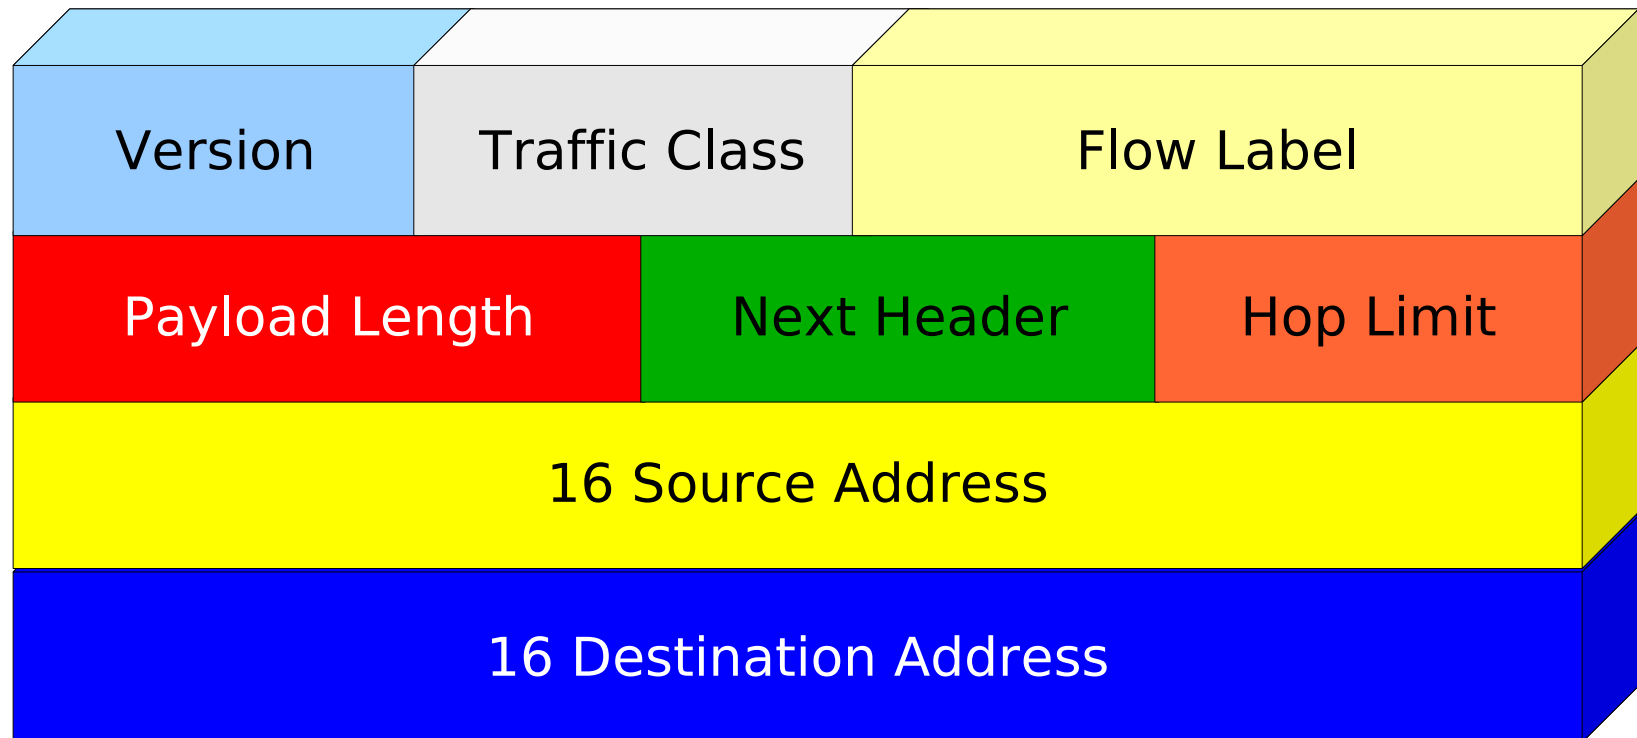 Version Traffic Class Flow Label
Payload Length Next Header Hop Limit
16 Source Address
16 Destination Address